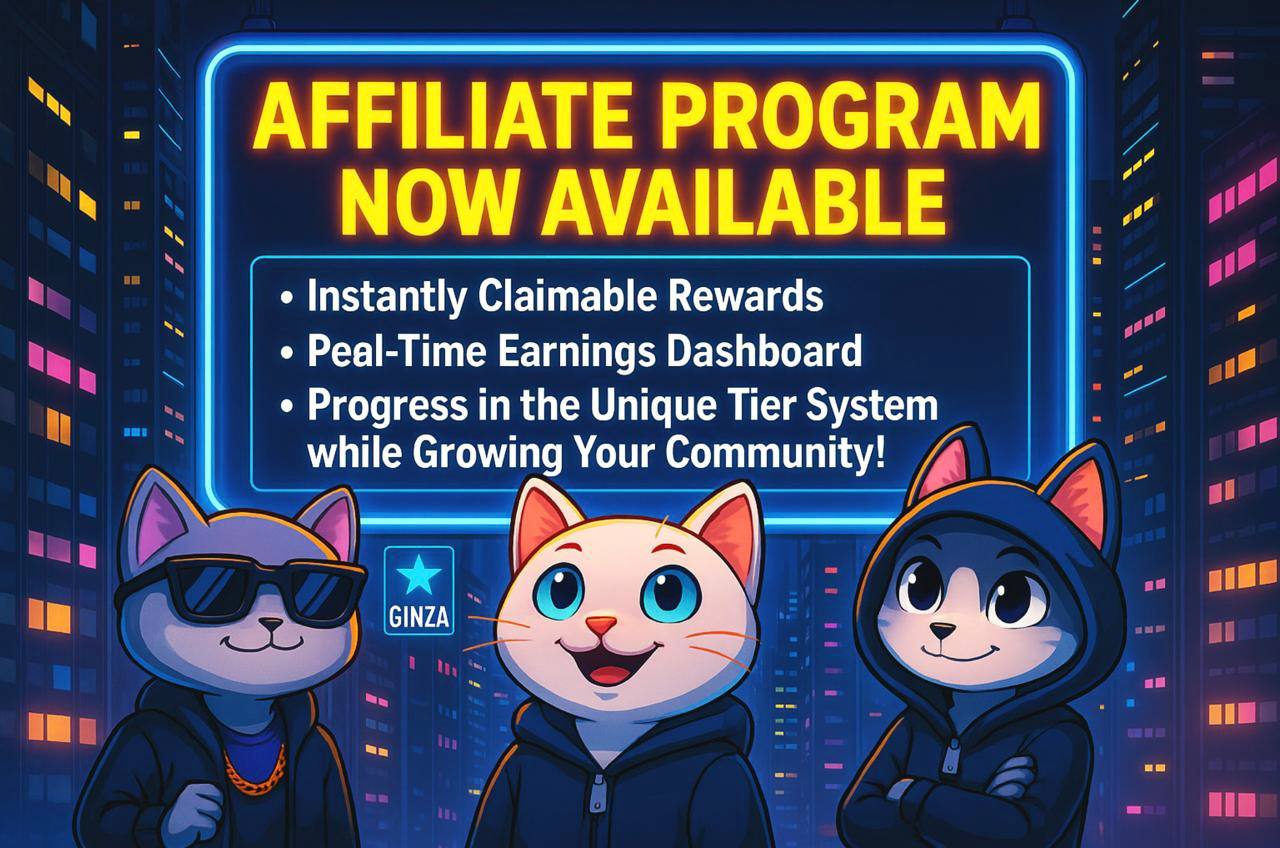 AFFILIATE PROGRAM
NOW AVAILABLE
• Instantly Claimable Rewards
• Peal-Time Earnings Dashboard
• Progress in the Unique Tier System
while Growing Your Community!
GINZA